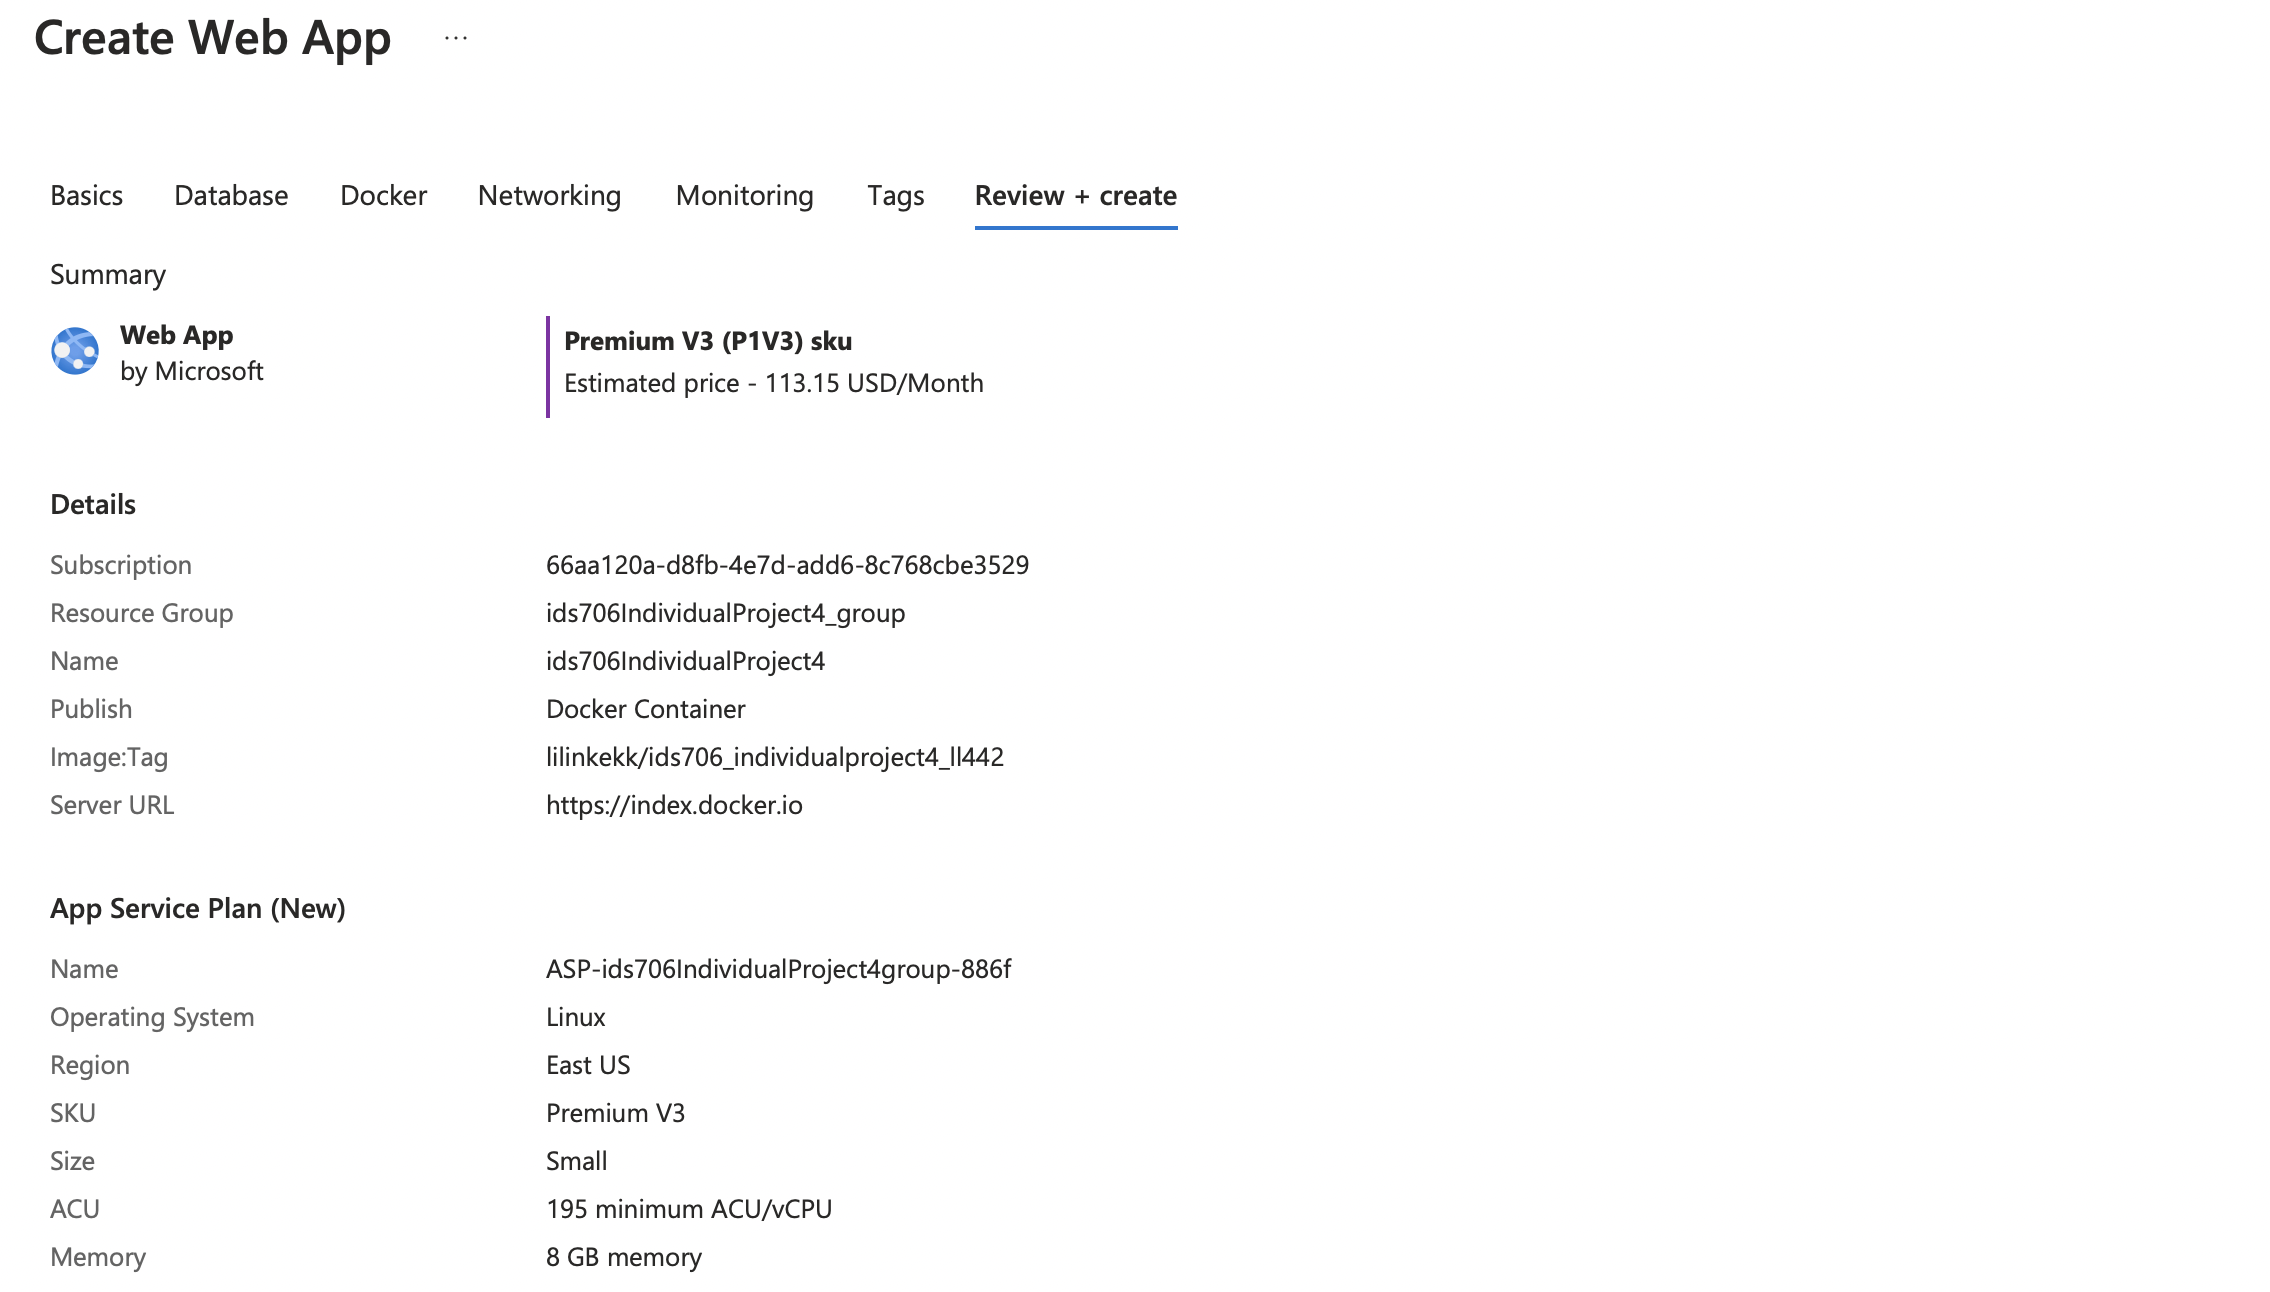 Create Web App ...
Basics Database Docker Networking Monitoring Tags Review + create
Summary
Web App
by Microsoft
Premium V3 (P1V3) sku
Estimated price - 113.15 USD/Month
Details
Subscription 66aa120a-d8fb-4e7d-add6-8c768cbe3529
Resource Group ids706IndividualProject4_group
Name ids706IndividualProject4
Publish Docker Container
Image:Tag lilinkekk/ids706_individualproject4_ll442
Server URL https://index.docker.io
App Service Plan (New)
Name ASP-ids706IndividualProject4group-886f
Operating System Linux
Region East US
SKU Premium V3
Size Small
ACU 195 minimum ACU/vCPU
Memory 8 GB memory